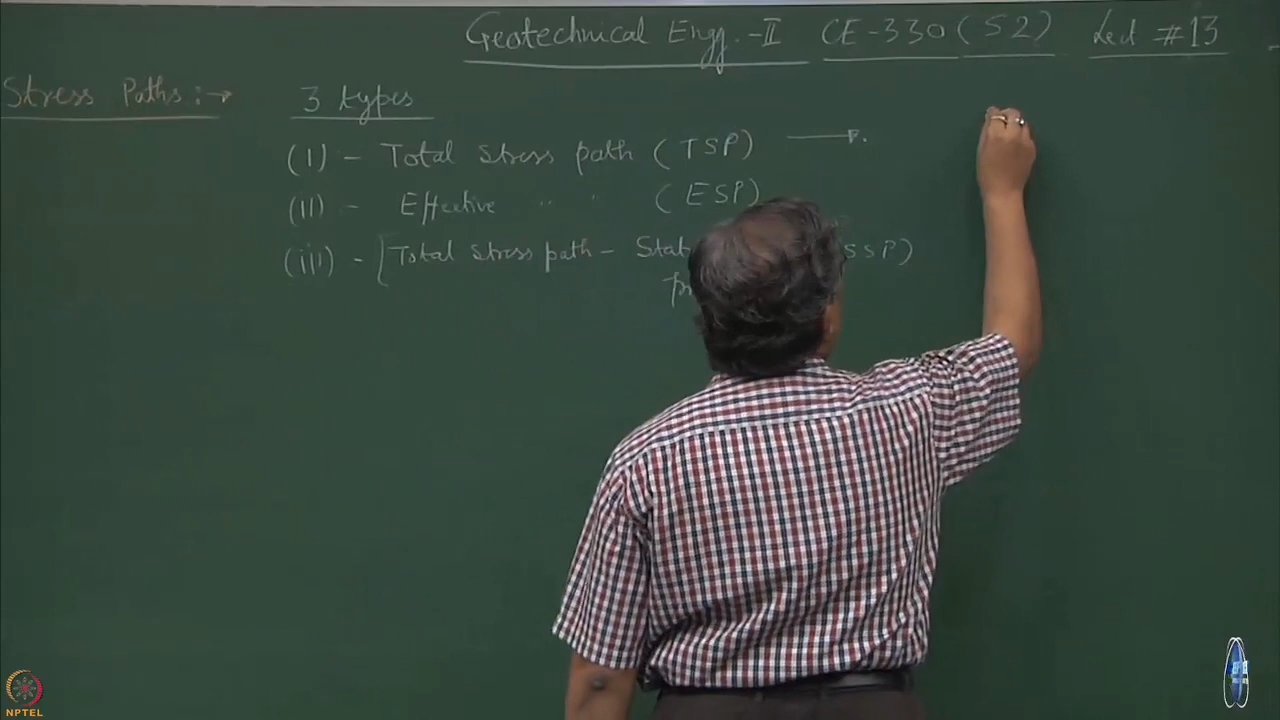 Geotechnical Engg.-II CE-330 (S2) Lect #13
Stress Paths:→ 3 types
(I) - Total stress path (TSP) →
(II) - Effective " " (ESP)
(iii) - [Total stress path - SSP)
NPTEL